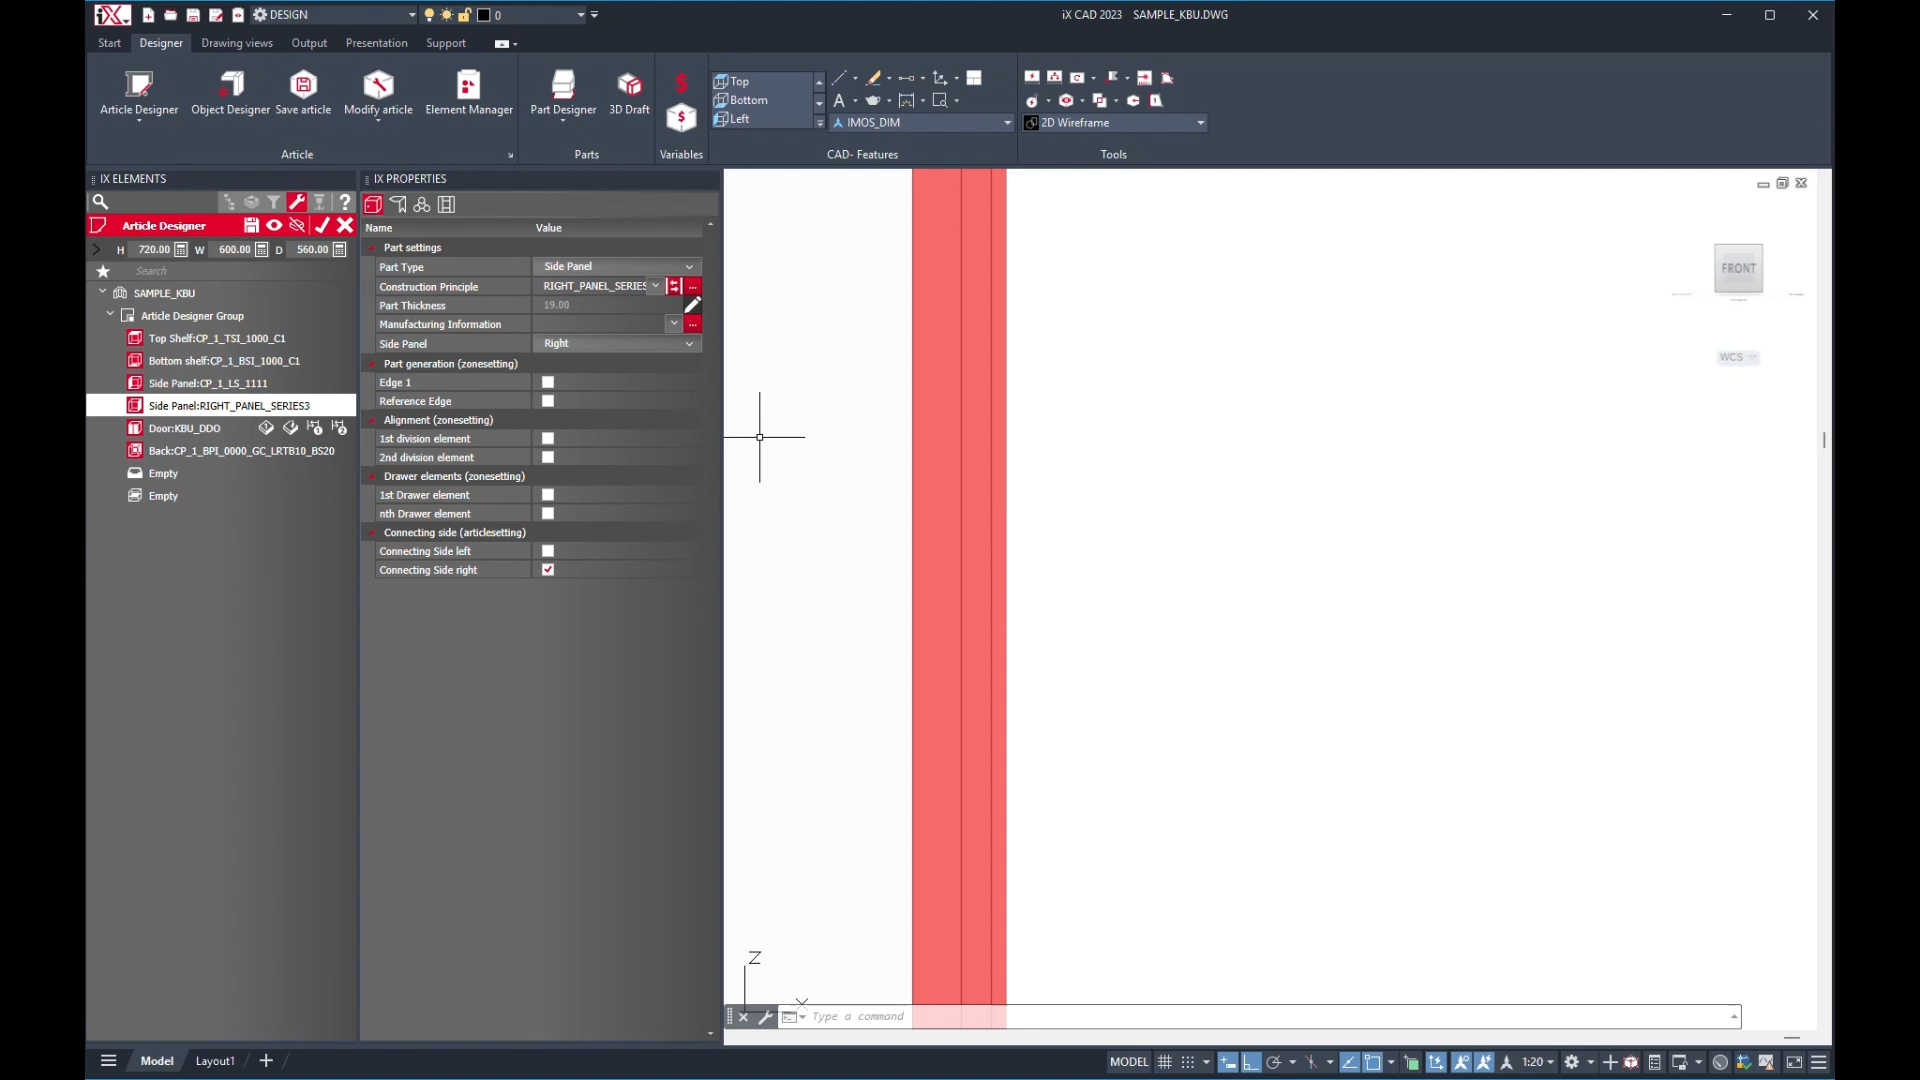 iX
DESIGN
0
iX CAD 2023 SAMPLE_KBU.DWG
Start Designer Drawing views Output Presentation Support
Article Designer Object Designer Save article Modify article Element Manager Part Designer 3D Draft
Top
Bottom
Left
IMOS_DIM
2D Wireframe
Article Parts Variables CAD- Features Tools
IX ELEMENTS
Article Designer
H 720.00 W 600.00 D 560.00
Search
SAMPLE_KBU
Article Designer Group
Top Shelf:CP_1_TSI_1000_C1
Bottom shelf:CP_1_BSI_1000_C1
Side Panel:CP_1_LS_1111
Side Panel:RIGHT_PANEL_SERIES3
Door:KBU_DDO
Back:CP_1_BPI_0000_GC_LRTB10_BS20
Empty
Empty
IX PROPERTIES
Name Value
Part settings
Part Type Side Panel
Construction Principle RIGHT_PANEL_SERIES
Part Thickness 19.00
Manufacturing Information
Side Panel Right
Part generation (zonesetting)
Edge 1
Reference Edge
Alignment (zonesetting)
1st division element
2nd division element
Drawer elements (zonesetting)
1st Drawer element
nth Drawer element
Connecting side (articlesetting)
Connecting Side left
Connecting Side right
FRONT
WCS
Z
X
Type a command
Model Layout1
MODEL 1:20